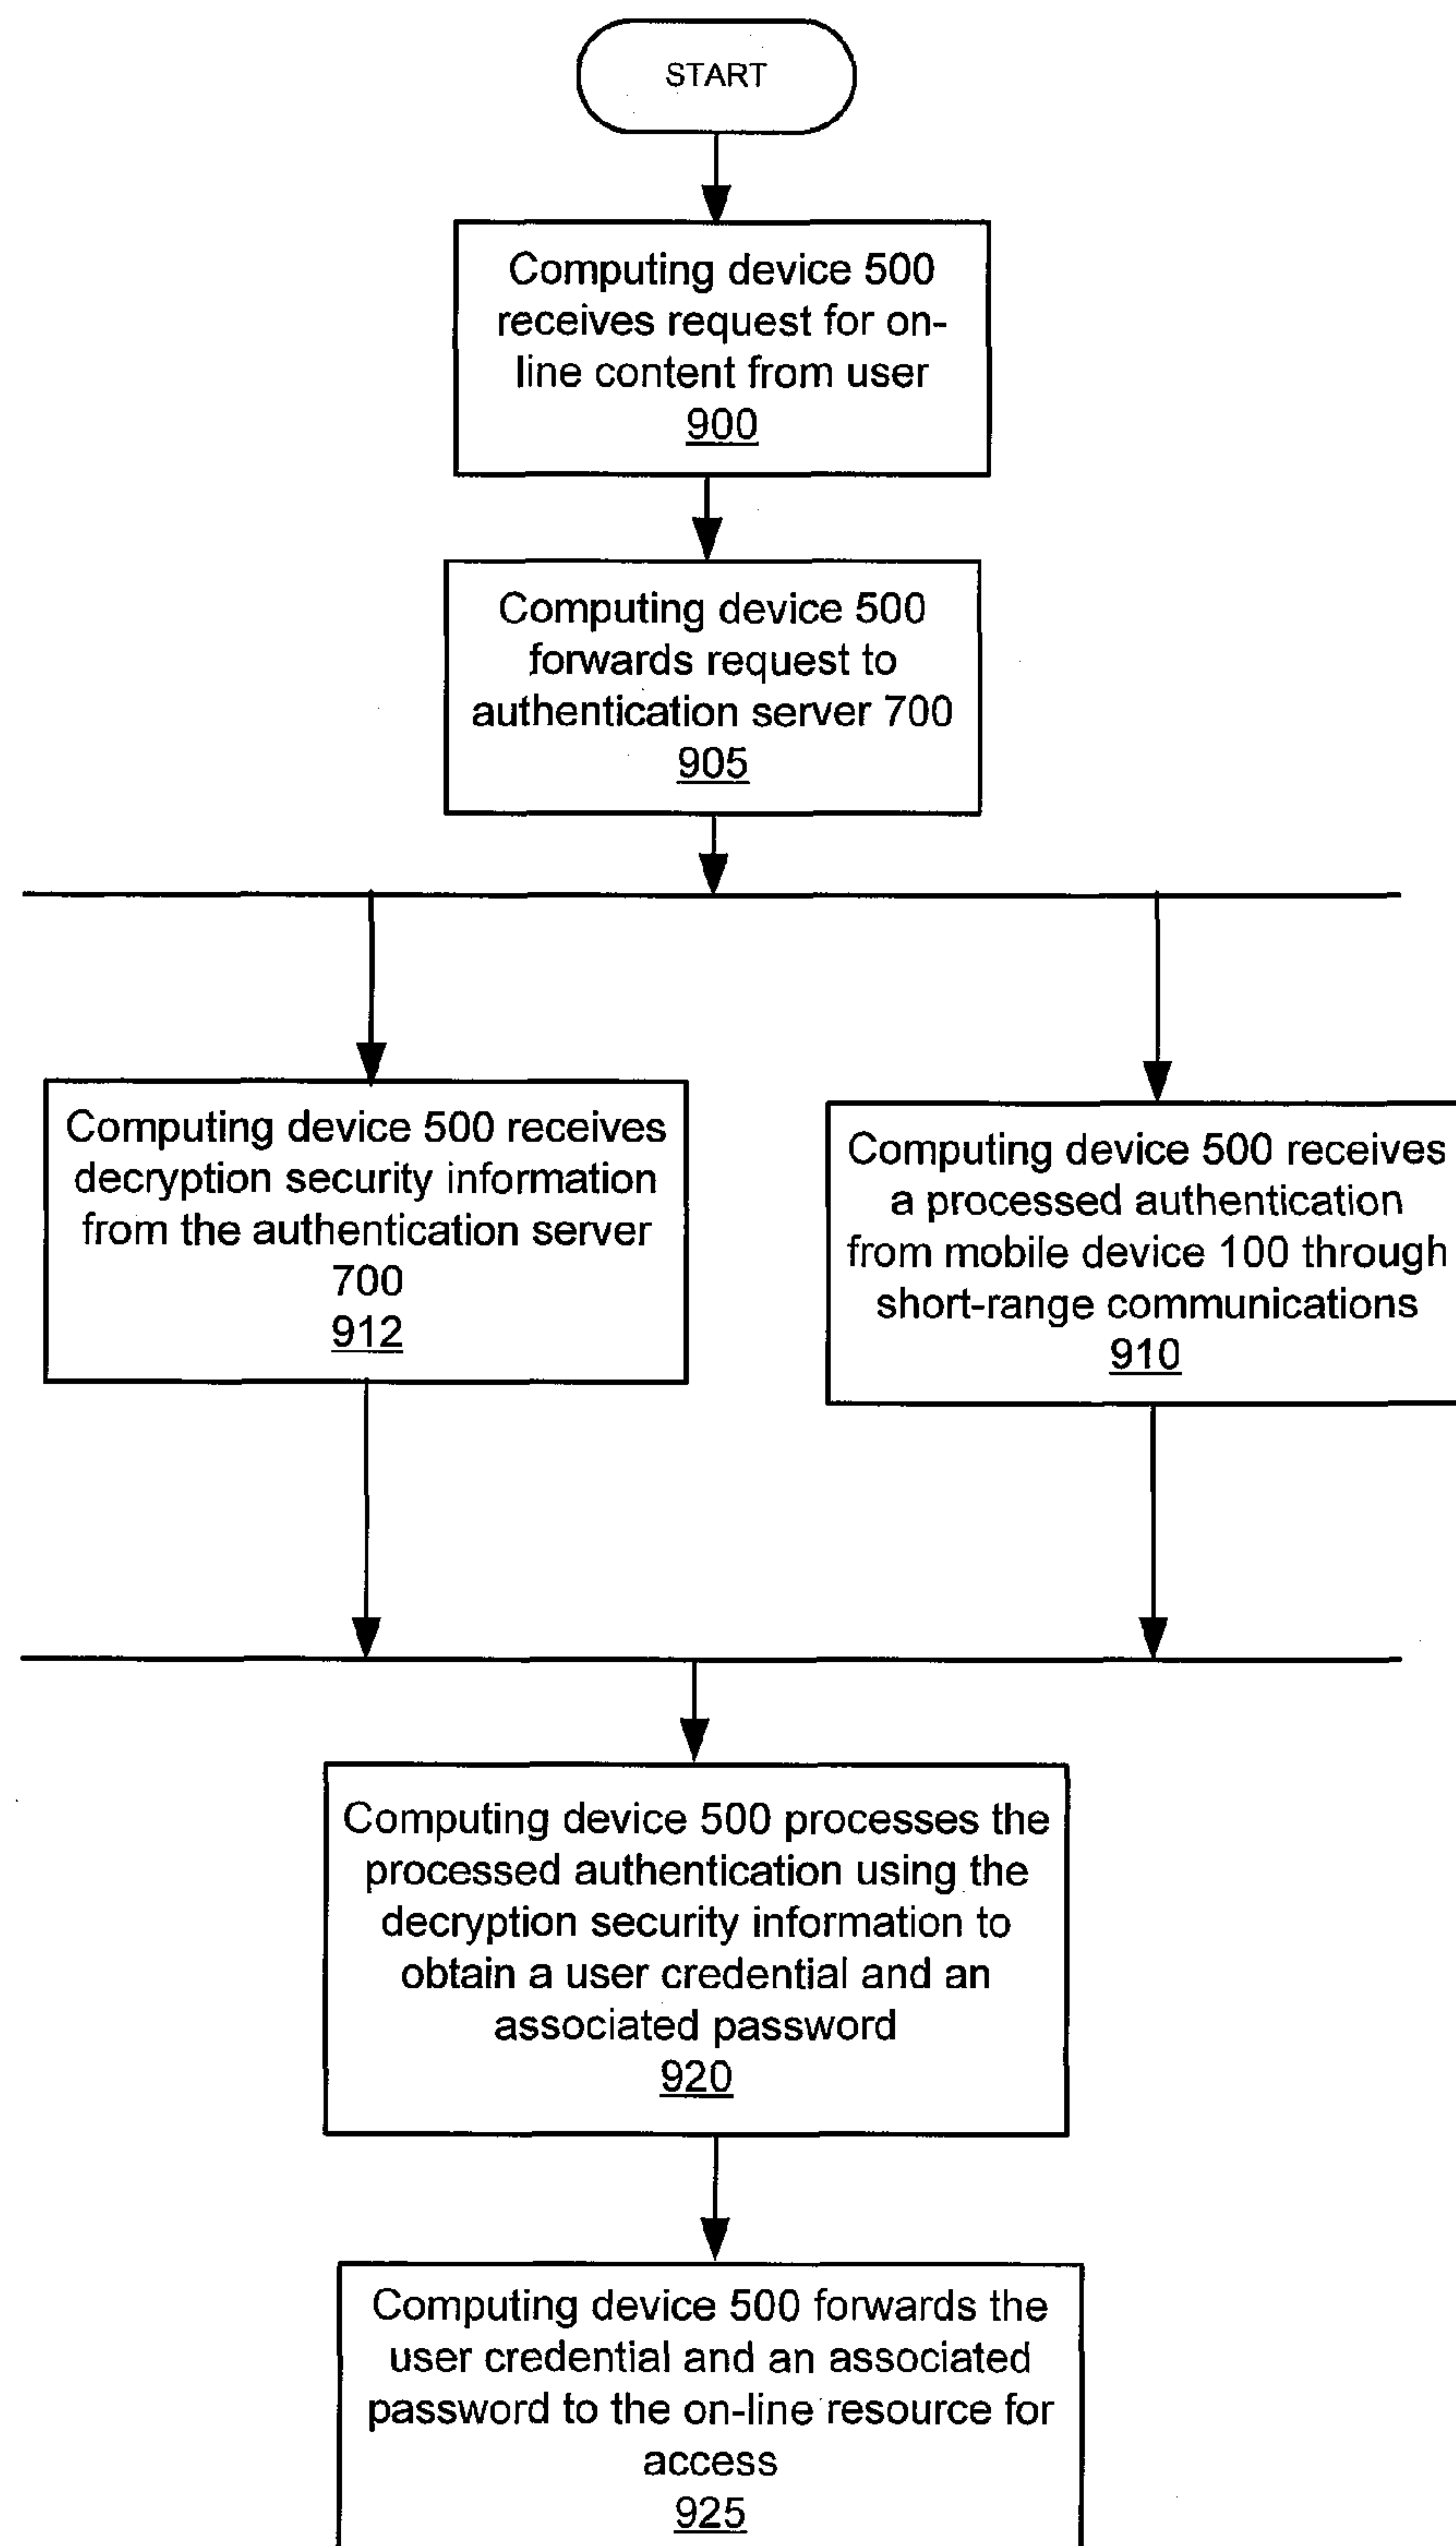 START
Computing device 500
receives request for on-
line content from user
900
Computing device 500
forwards request to
authentication server 700
905
Computing device 500 receives
decryption security information
from the authentication server
700
912
Computing device 500 receives
a processed authentication
from mobile device 100 through
short-range communications
910
Computing device 500 processes the
processed authentication using the
decryption security information to
obtain a user credential and an
associated password
920
Computing device 500 forwards the
user credential and an associated
password to the on-line resource for
access
925